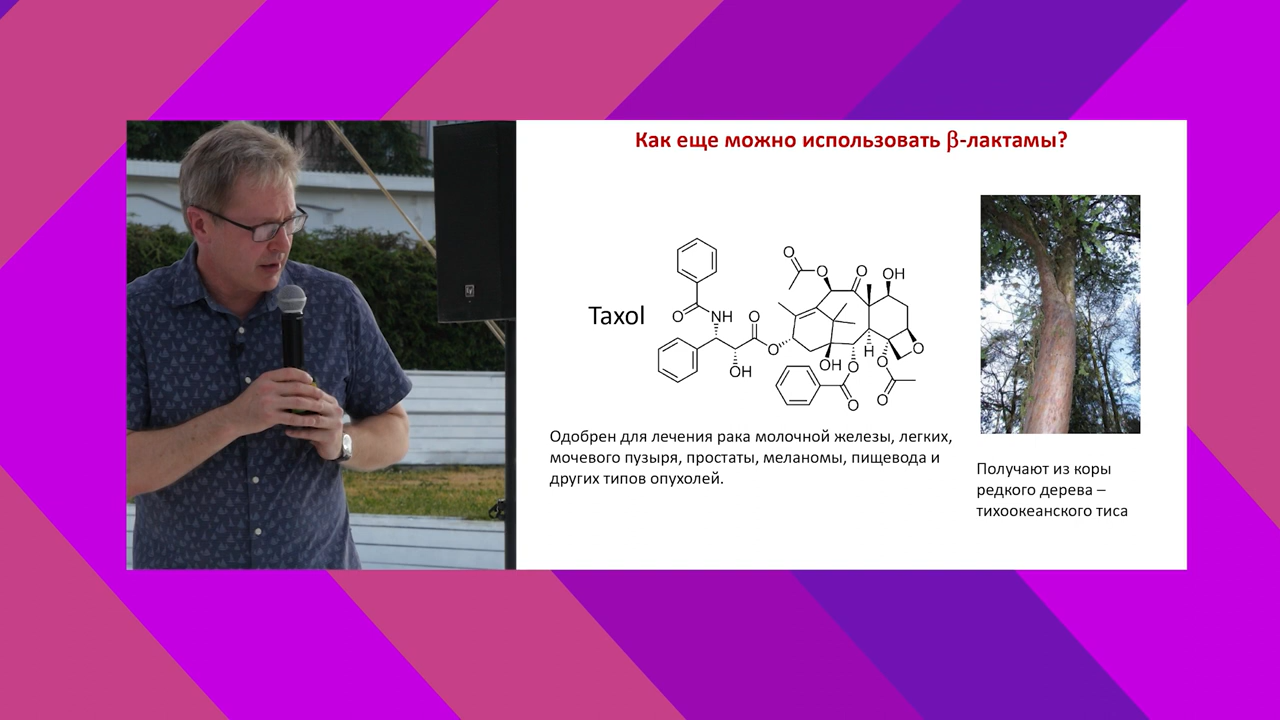 Как еще можно использовать β-лактамы?
Taxol
O
NH
O
O
OH
O
O
O
OH
H
OH
O
O
O
O
O
Одобрен для лечения рака молочной железы, легких,
мочевого пузыря, простаты, меланомы, пищевода и
других типов опухолей.
Получают из коры
редкого дерева –
тихоокеанского тиса